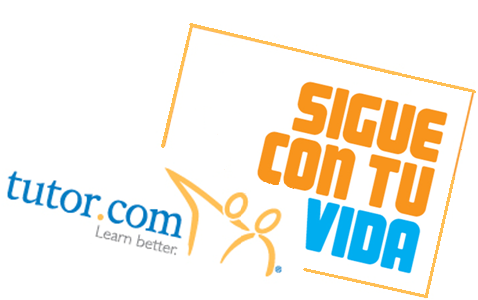 SIGUE
CON TU
VIDA
tutor.com
Learn better.
®